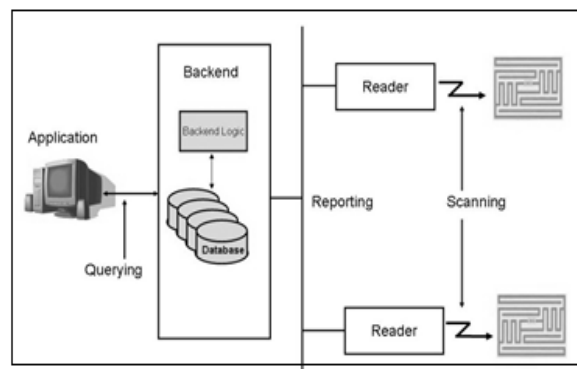 Backend
Reader
Backend Logic
Application
Reporting
Scanning
Database
Querying
Reader